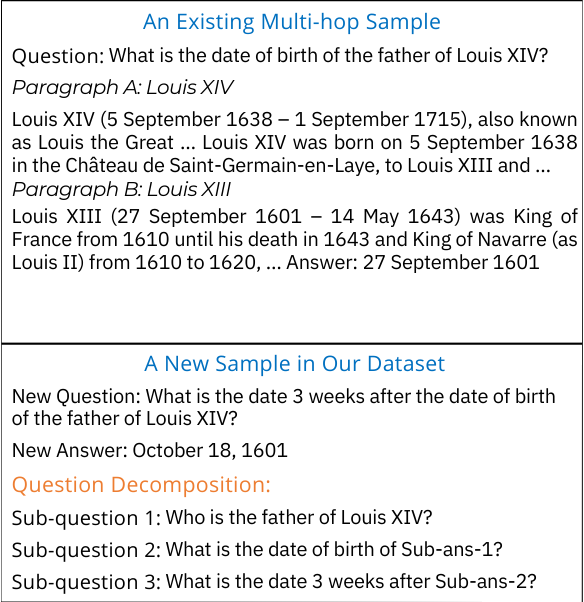 An Existing Multi-hop Sample
Question: What is the date of birth of the father of Louis XIV?
Paragraph A: Louis XIV
Louis XIV (5 September 1638 – 1 September 1715), also known
as Louis the Great ... Louis XIV was born on 5 September 1638
in the Château de Saint-Germain-en-Laye, to Louis XIII and ...
Paragraph B: Louis XIII
Louis XIII (27 September 1601 – 14 May 1643) was King of
France from 1610 until his death in 1643 and King of Navarre (as
Louis II) from 1610 to 1620, ... Answer: 27 September 1601
A New Sample in Our Dataset
New Question: What is the date 3 weeks after the date of birth
of the father of Louis XIV?
New Answer: October 18, 1601
Question Decomposition:
Sub-question 1: Who is the father of Louis XIV?
Sub-question 2: What is the date of birth of Sub-ans-1?
Sub-question 3: What is the date 3 weeks after Sub-ans-2?